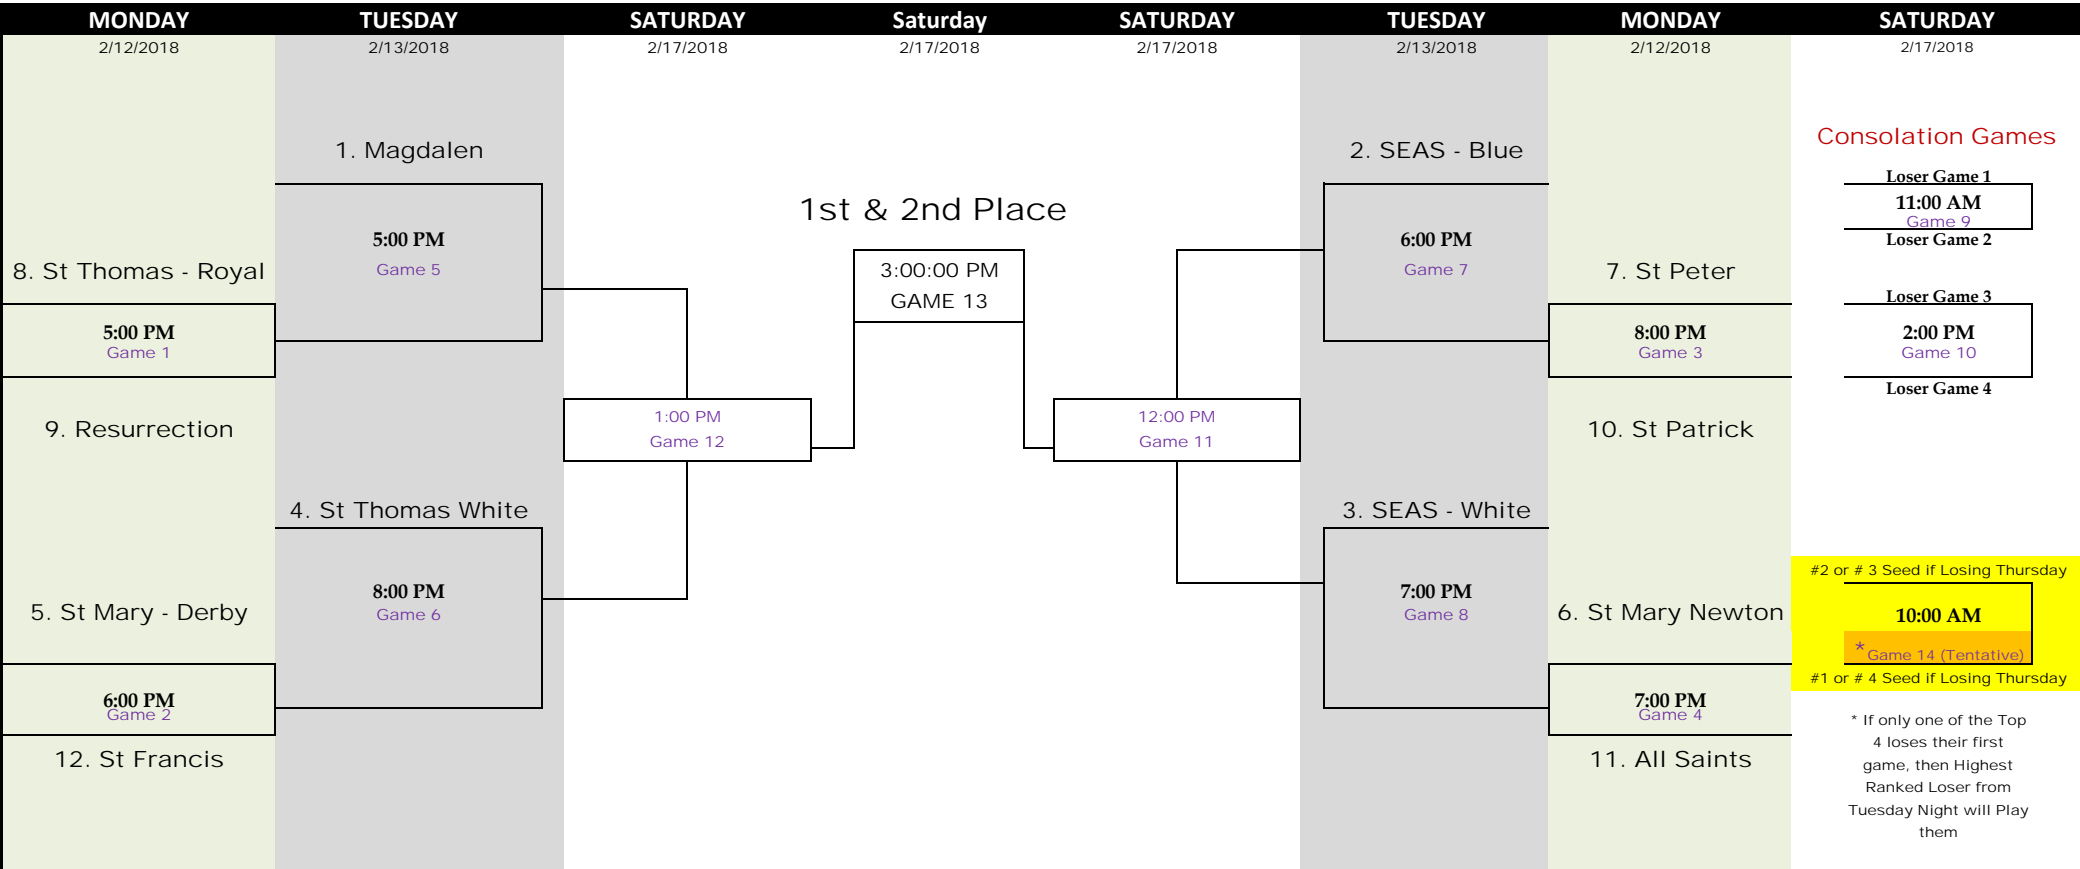 MONDAY TUESDAY SATURDAY Saturday SATURDAY TUESDAY MONDAY SATURDAY
2/12/2018 2/13/2018 2/17/2018 2/17/2018 2/17/2018 2/13/2018 2/12/2018 2/17/2018
Consolation Games
1. Magdalen
2. SEAS - Blue
Loser Game 1
11:00 AM
Game 9
Loser Game 2
1st & 2nd Place
5:00 PM
Game 5
6:00 PM
Game 7
8. St Thomas - Royal
3:00:00 PM
GAME 13
7. St Peter
Loser Game 3
5:00 PM
Game 1
8:00 PM
Game 3
2:00 PM
Game 10
Loser Game 4
1:00 PM
Game 12
12:00 PM
Game 11
9. Resurrection
10. St Patrick
4. St Thomas White
3. SEAS - White
#2 or # 3 Seed if Losing Thursday
8:00 PM
Game 6
7:00 PM
Game 8
5. St Mary - Derby
6. St Mary Newton
10:00 AM
* Game 14 (Tentative)
#1 or # 4 Seed if Losing Thursday
6:00 PM
Game 2
7:00 PM
Game 4
12. St Francis
11. All Saints
* If only one of the Top
4 loses their first
game, then Highest
Ranked Loser from
Tuesday Night will Play
them